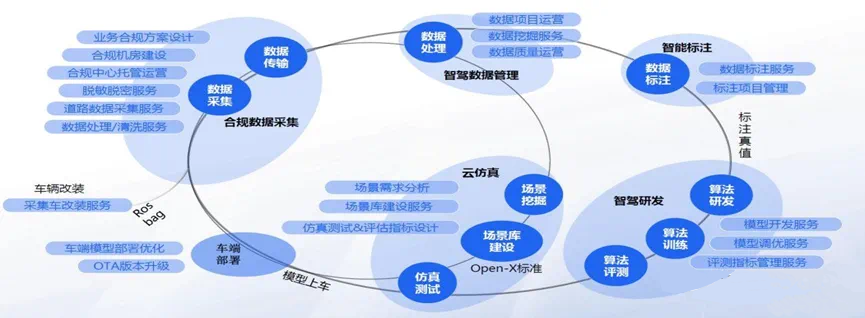 业务合规方案设计
合规机房建设
合规中心托管运营
脱敏脱密服务
道路数据采集服务
数据处理/清洗服务
数据
传输
数据
采集
合规数据采集
数据
处理
数据项目运营
数据挖掘服务
数据质量运营
智驾数据管理
智能标注
数据
标注
数据标注服务
标注项目管理
标注真值
车辆改装
采集车改装服务
Ros
bag
车端模型部署优化
OTA版本升级
车端
部署
模型上车
云仿真
场景需求分析
场景库建设服务
仿真测试&评估指标设计
场景
挖掘
场景库
建设
Open-X标准
仿真
测试
智驾研发
算法
研发
算法
训练
算法
评测
模型开发服务
模型调优服务
评测指标管理服务